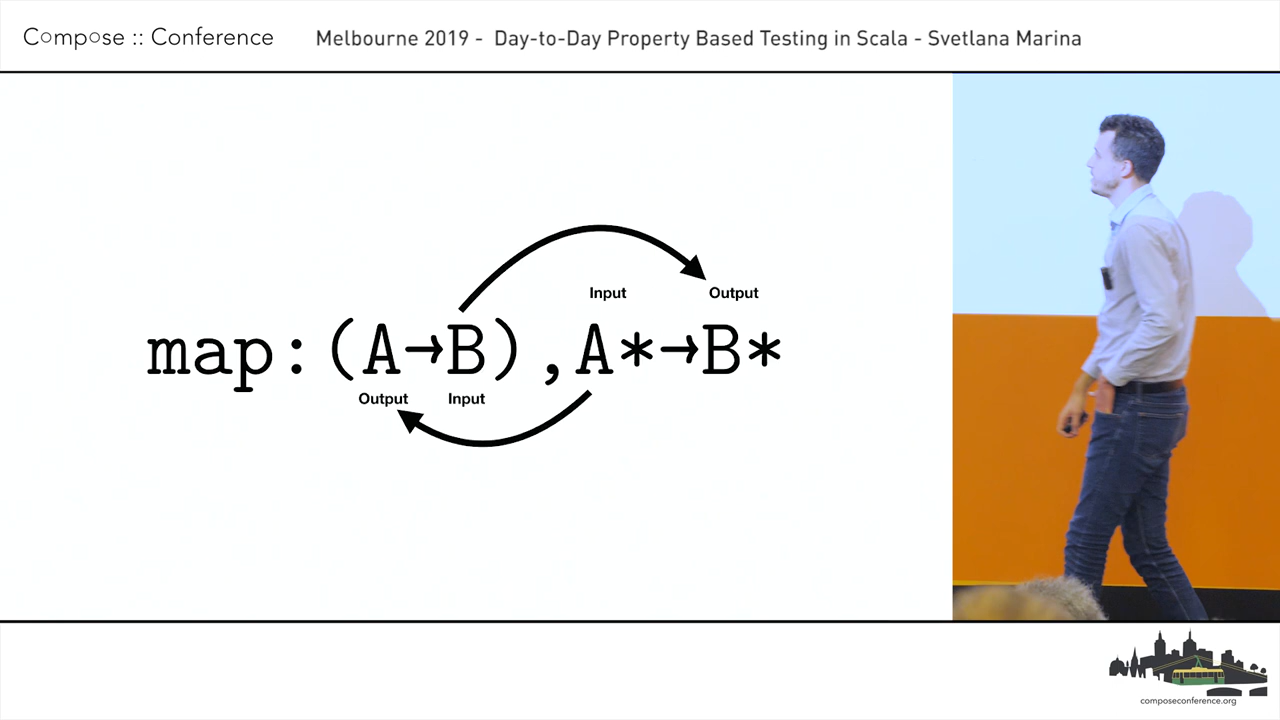 Compose :: Conference
Melbourne 2019 - Day-to-Day Property Based Testing in Scala - Svetlana Marina
Input Output
map:(A→B),A*→B*
Output Input
composeconference.org